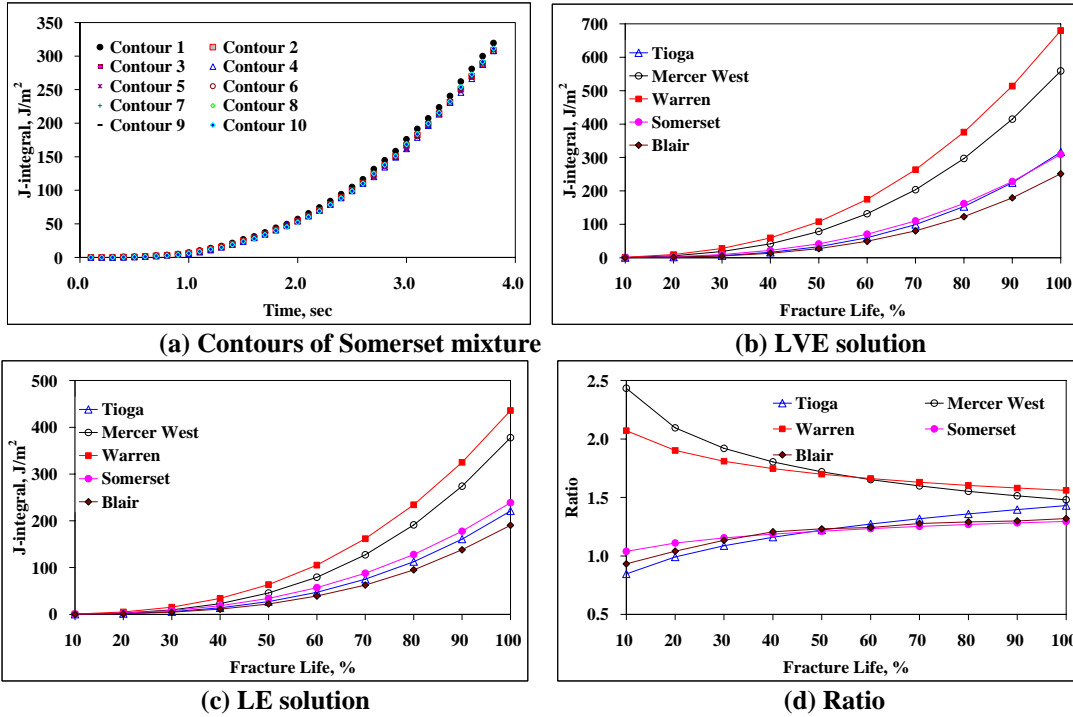 350
300
250
200
150
100
50
0
J-integral, J/m²
Contour 1
Contour 2
Contour 3
Contour 4
Contour 5
Contour 6
Contour 7
Contour 8
Contour 9
Contour 10
0.0 1.0 2.0 3.0 4.0
Time, sec
(a) Contours of Somerset mixture
700
600
500
400
300
200
100
0
J-integral, J/m²
Tioga
Mercer West
Warren
Somerset
Blair
10 20 30 40 50 60 70 80 90 100
Fracture Life, %
(b) LVE solution
500
400
300
200
100
0
J-integral, J/m²
Tioga
Mercer West
Warren
Somerset
Blair
10 20 30 40 50 60 70 80 90 100
Fracture Life, %
(c) LE solution
2.5
2.0
1.5
1.0
0.5
Ratio
Tioga
Mercer West
Warren
Somerset
Blair
10 20 30 40 50 60 70 80 90 100
Fracture Life, %
(d) Ratio